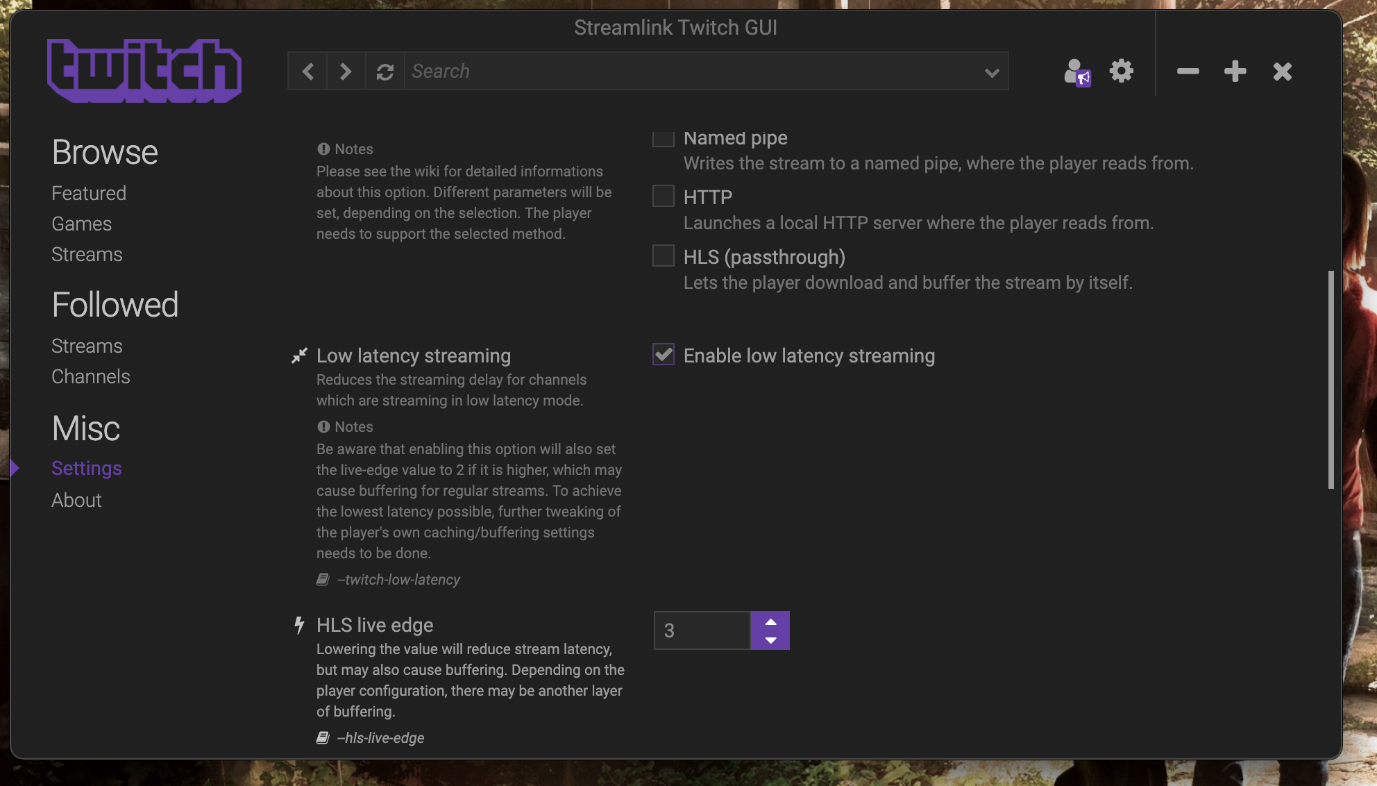 Streamlink Twitch GUI
twitch
Search
Browse
Featured
Games
Streams
Followed
Streams
Channels
Misc
Settings
About
Notes
Please see the wiki for detailed informations
about this option. Different parameters will be
set, depending on the selection. The player
needs to support the selected method.
Named pipe
Writes the stream to a named pipe, where the player reads from.
HTTP
Launches a local HTTP server where the player reads from.
HLS (passthrough)
Lets the player download and buffer the stream by itself.
Low latency streaming
Reduces the streaming delay for channels
which are streaming in low latency mode.
Notes
Be aware that enabling this option will also set
the live-edge value to 2 if it is higher, which may
cause buffering for regular streams. To achieve
the lowest latency possible, further tweaking of
the player's own caching/buffering settings
needs to be done.
--twitch-low-latency
Enable low latency streaming
HLS live edge
Lowering the value will reduce stream latency,
but may also cause buffering. Depending on the
player configuration, there may be another layer
of buffering.
--hls-live-edge
3